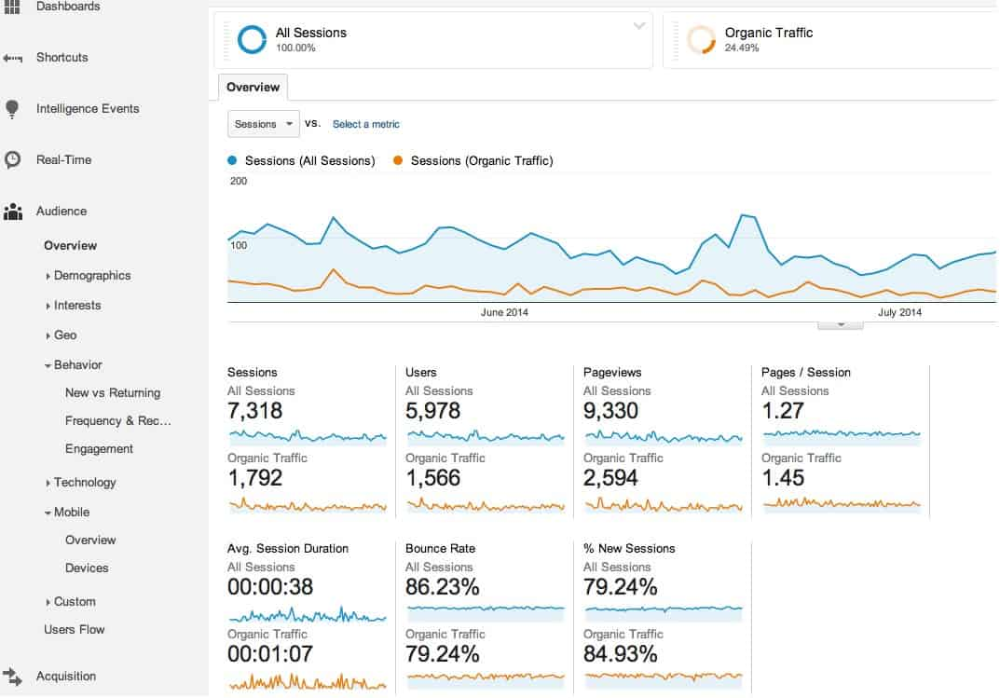 Dashboards
Shortcuts
Intelligence Events
Real-Time
Audience
Overview
Demographics
Interests
Geo
Behavior
New vs Returning
Frequency & Rec...
Engagement
Technology
Mobile
Overview
Devices
Custom
Users Flow
Acquisition
All Sessions
100.00%
Organic Traffic
24.49%
Overview
Sessions vs. Select a metric
Sessions (All Sessions) Sessions (Organic Traffic)
200
100
June 2014 July 2014
Sessions Users Pageviews Pages / Session
All Sessions All Sessions All Sessions All Sessions
7,318 5,978 9,330 1.27
Organic Traffic Organic Traffic Organic Traffic Organic Traffic
1,792 1,566 2,594 1.45
Avg. Session Duration Bounce Rate % New Sessions
All Sessions All Sessions All Sessions
00:00:38 86.23% 79.24%
Organic Traffic Organic Traffic Organic Traffic
00:01:07 79.24% 84.93%